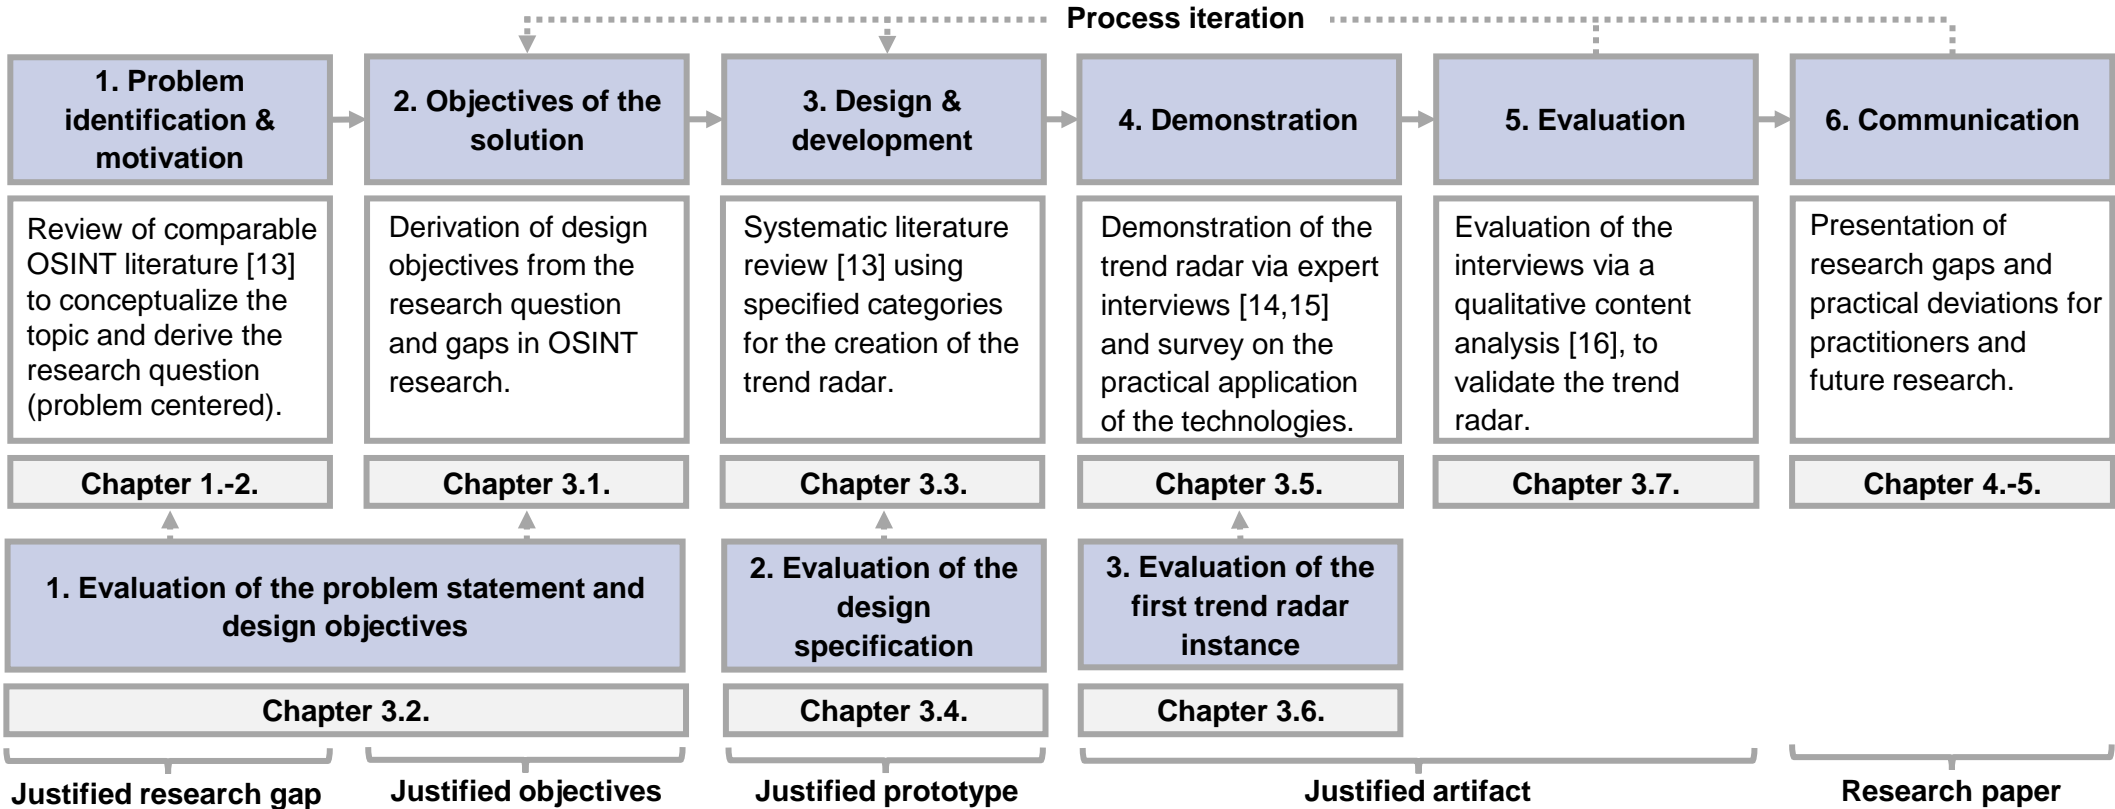 Process iteration
1. Problem
identification &
motivation
2. Objectives of the
solution
3. Design &
development
4. Demonstration
5. Evaluation
6. Communication
Review of comparable
OSINT literature [13]
to conceptualize the
topic and derive the
research question
(problem centered).
Derivation of design
objectives from the
research question
and gaps in OSINT
research.
Systematic literature
review [13] using
specified categories
for the creation of the
trend radar.
Demonstration of the
trend radar via expert
interviews [14,15]
and survey on the
practical application
of the technologies.
Evaluation of the
interviews via a
qualitative content
analysis [16], to
validate the trend
radar.
Presentation of
research gaps and
practical deviations for
practitioners and
future research.
Chapter 1.-2.
Chapter 3.1.
Chapter 3.3.
Chapter 3.5.
Chapter 3.7.
Chapter 4.-5.
1. Evaluation of the problem statement and
design objectives
2. Evaluation of the
design
specification
3. Evaluation of the
first trend radar
instance
Chapter 3.2.
Chapter 3.4.
Chapter 3.6.
Justified research gap
Justified objectives
Justified prototype
Justified artifact
Research paper